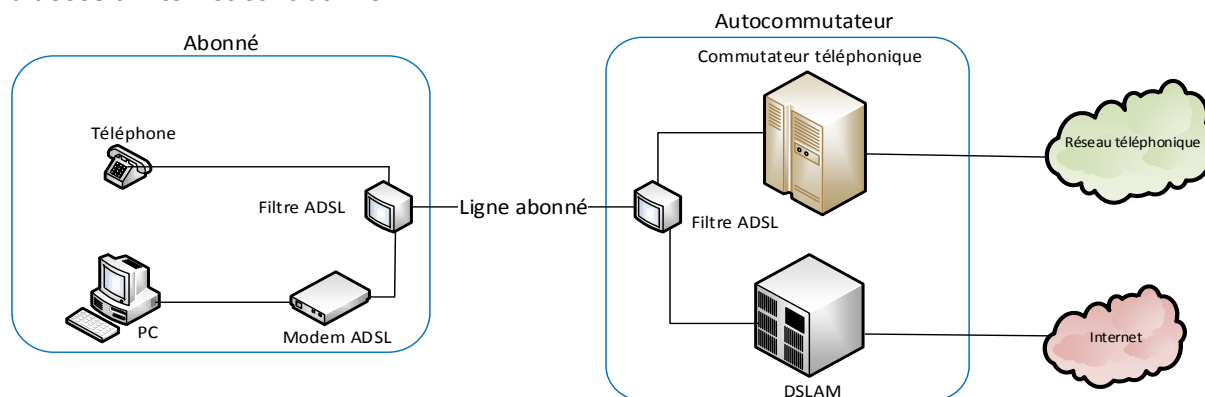 Autocommutateur
Abonné
Commutateur téléphonique
Téléphone
Réseau téléphonique
Filtre ADSL
Ligne abonné
Filtre ADSL
PC
Modem ADSL
Internet
DSLAM